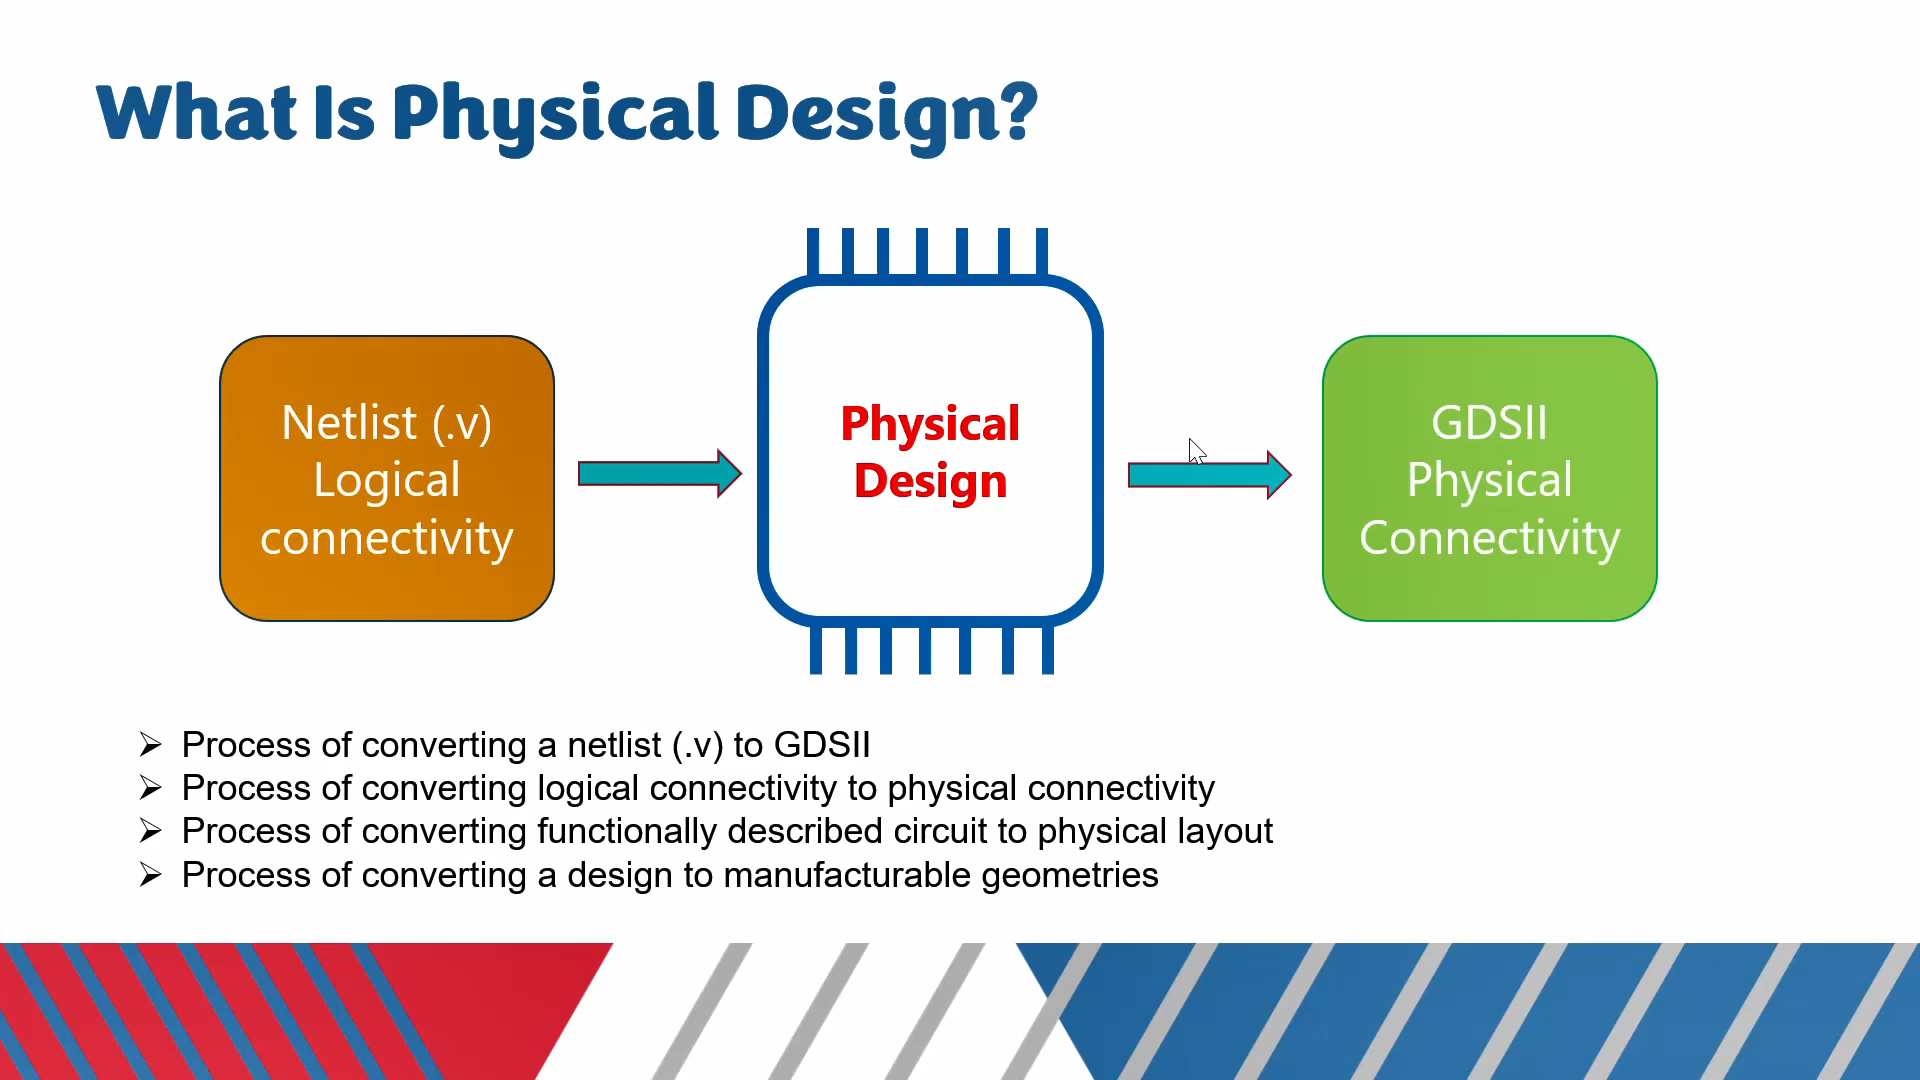 What Is Physical Design?
Netlist (.v)
Logical
connectivity
Physical
Design
GDSII
Physical
Connectivity
➢ Process of converting a netlist (.v) to GDSII
➢ Process of converting logical connectivity to physical connectivity
➢ Process of converting functionally described circuit to physical layout
➢ Process of converting a design to manufacturable geometries